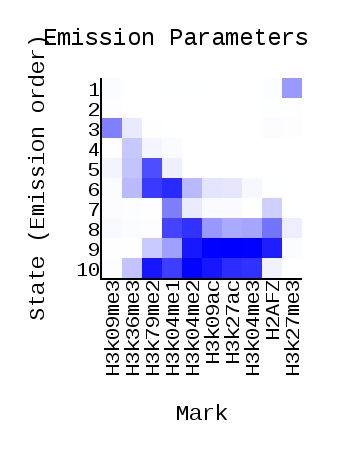 Emission Parameters
State (Emission order)
1
2
3
4
5
6
7
8
9
10
H3k09me3
H3k36me3
H3k79me2
H3k04me1
H3k04me2
H3k09ac
H3k27ac
H3k04me3
H2AFZ
H3k27me3
Mark